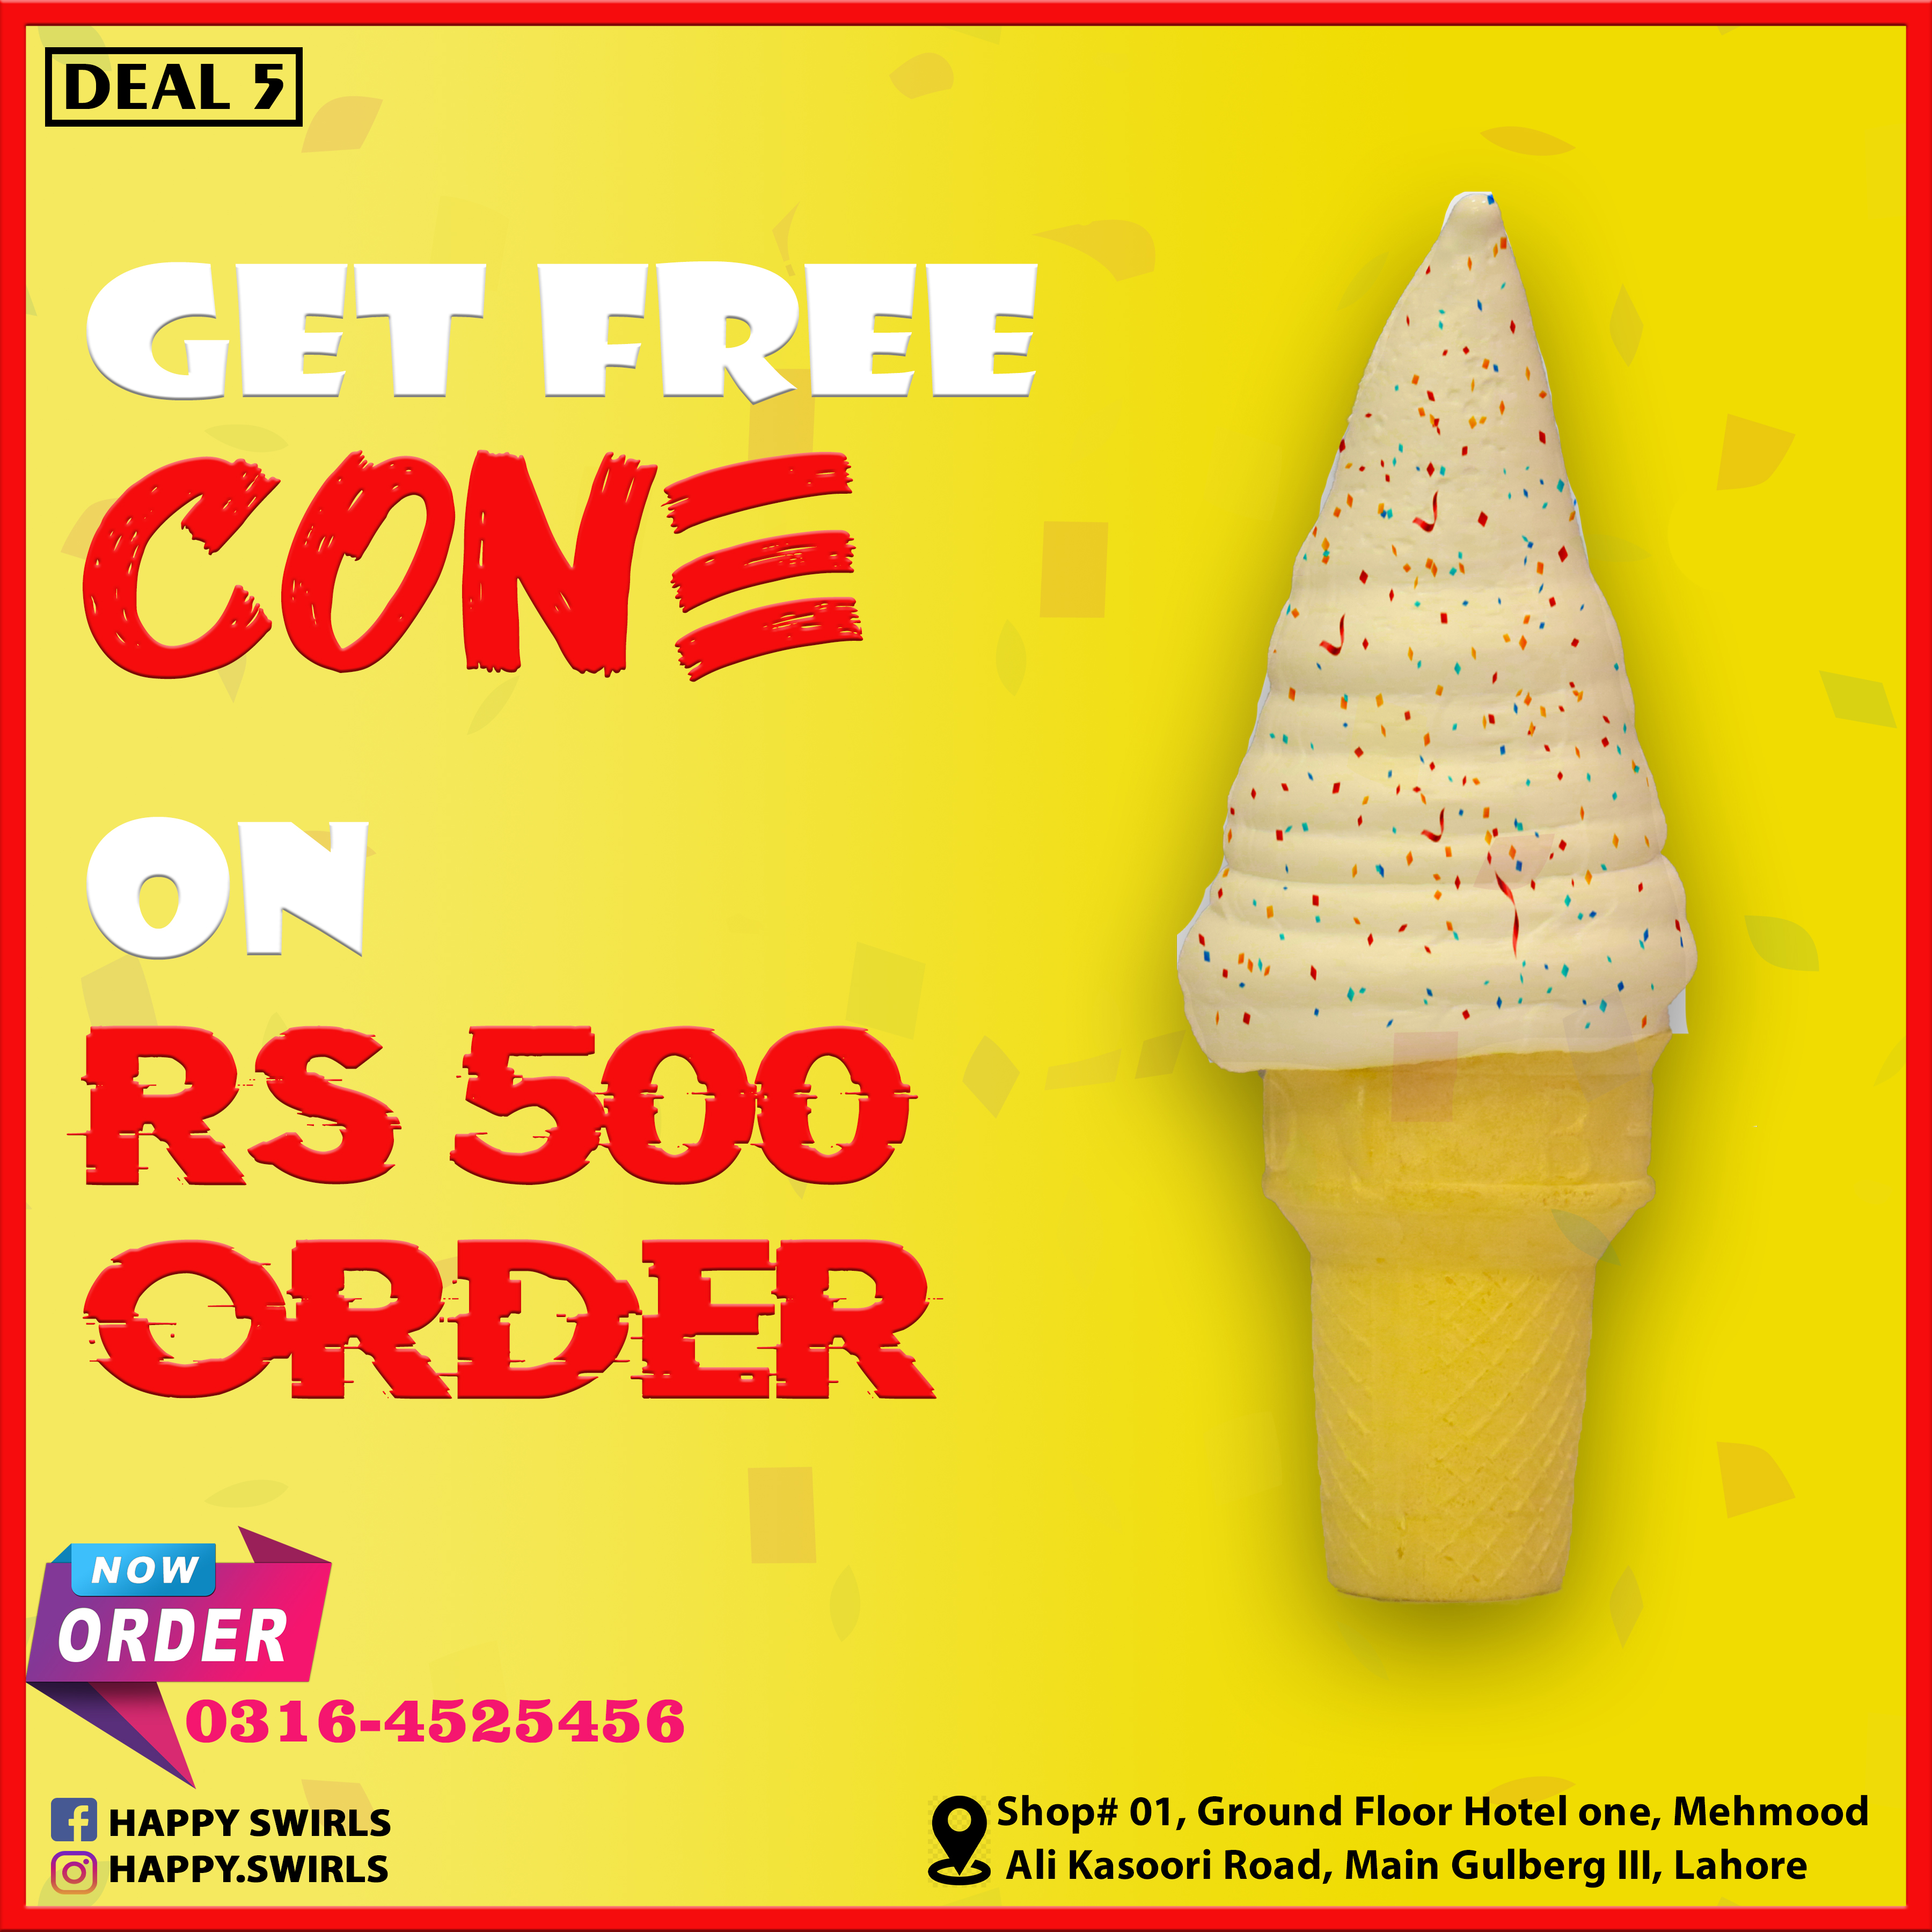 DEAL 5
GET FREE
CONE
ON
RS 500
ORDER
NOW
ORDER
0316-4525456
HAPPY SWIRLS
HAPPY.SWIRLS
Shop# 01, Ground Floor Hotel one, Mehmood
Ali Kasoori Road, Main Gulberg III, Lahore